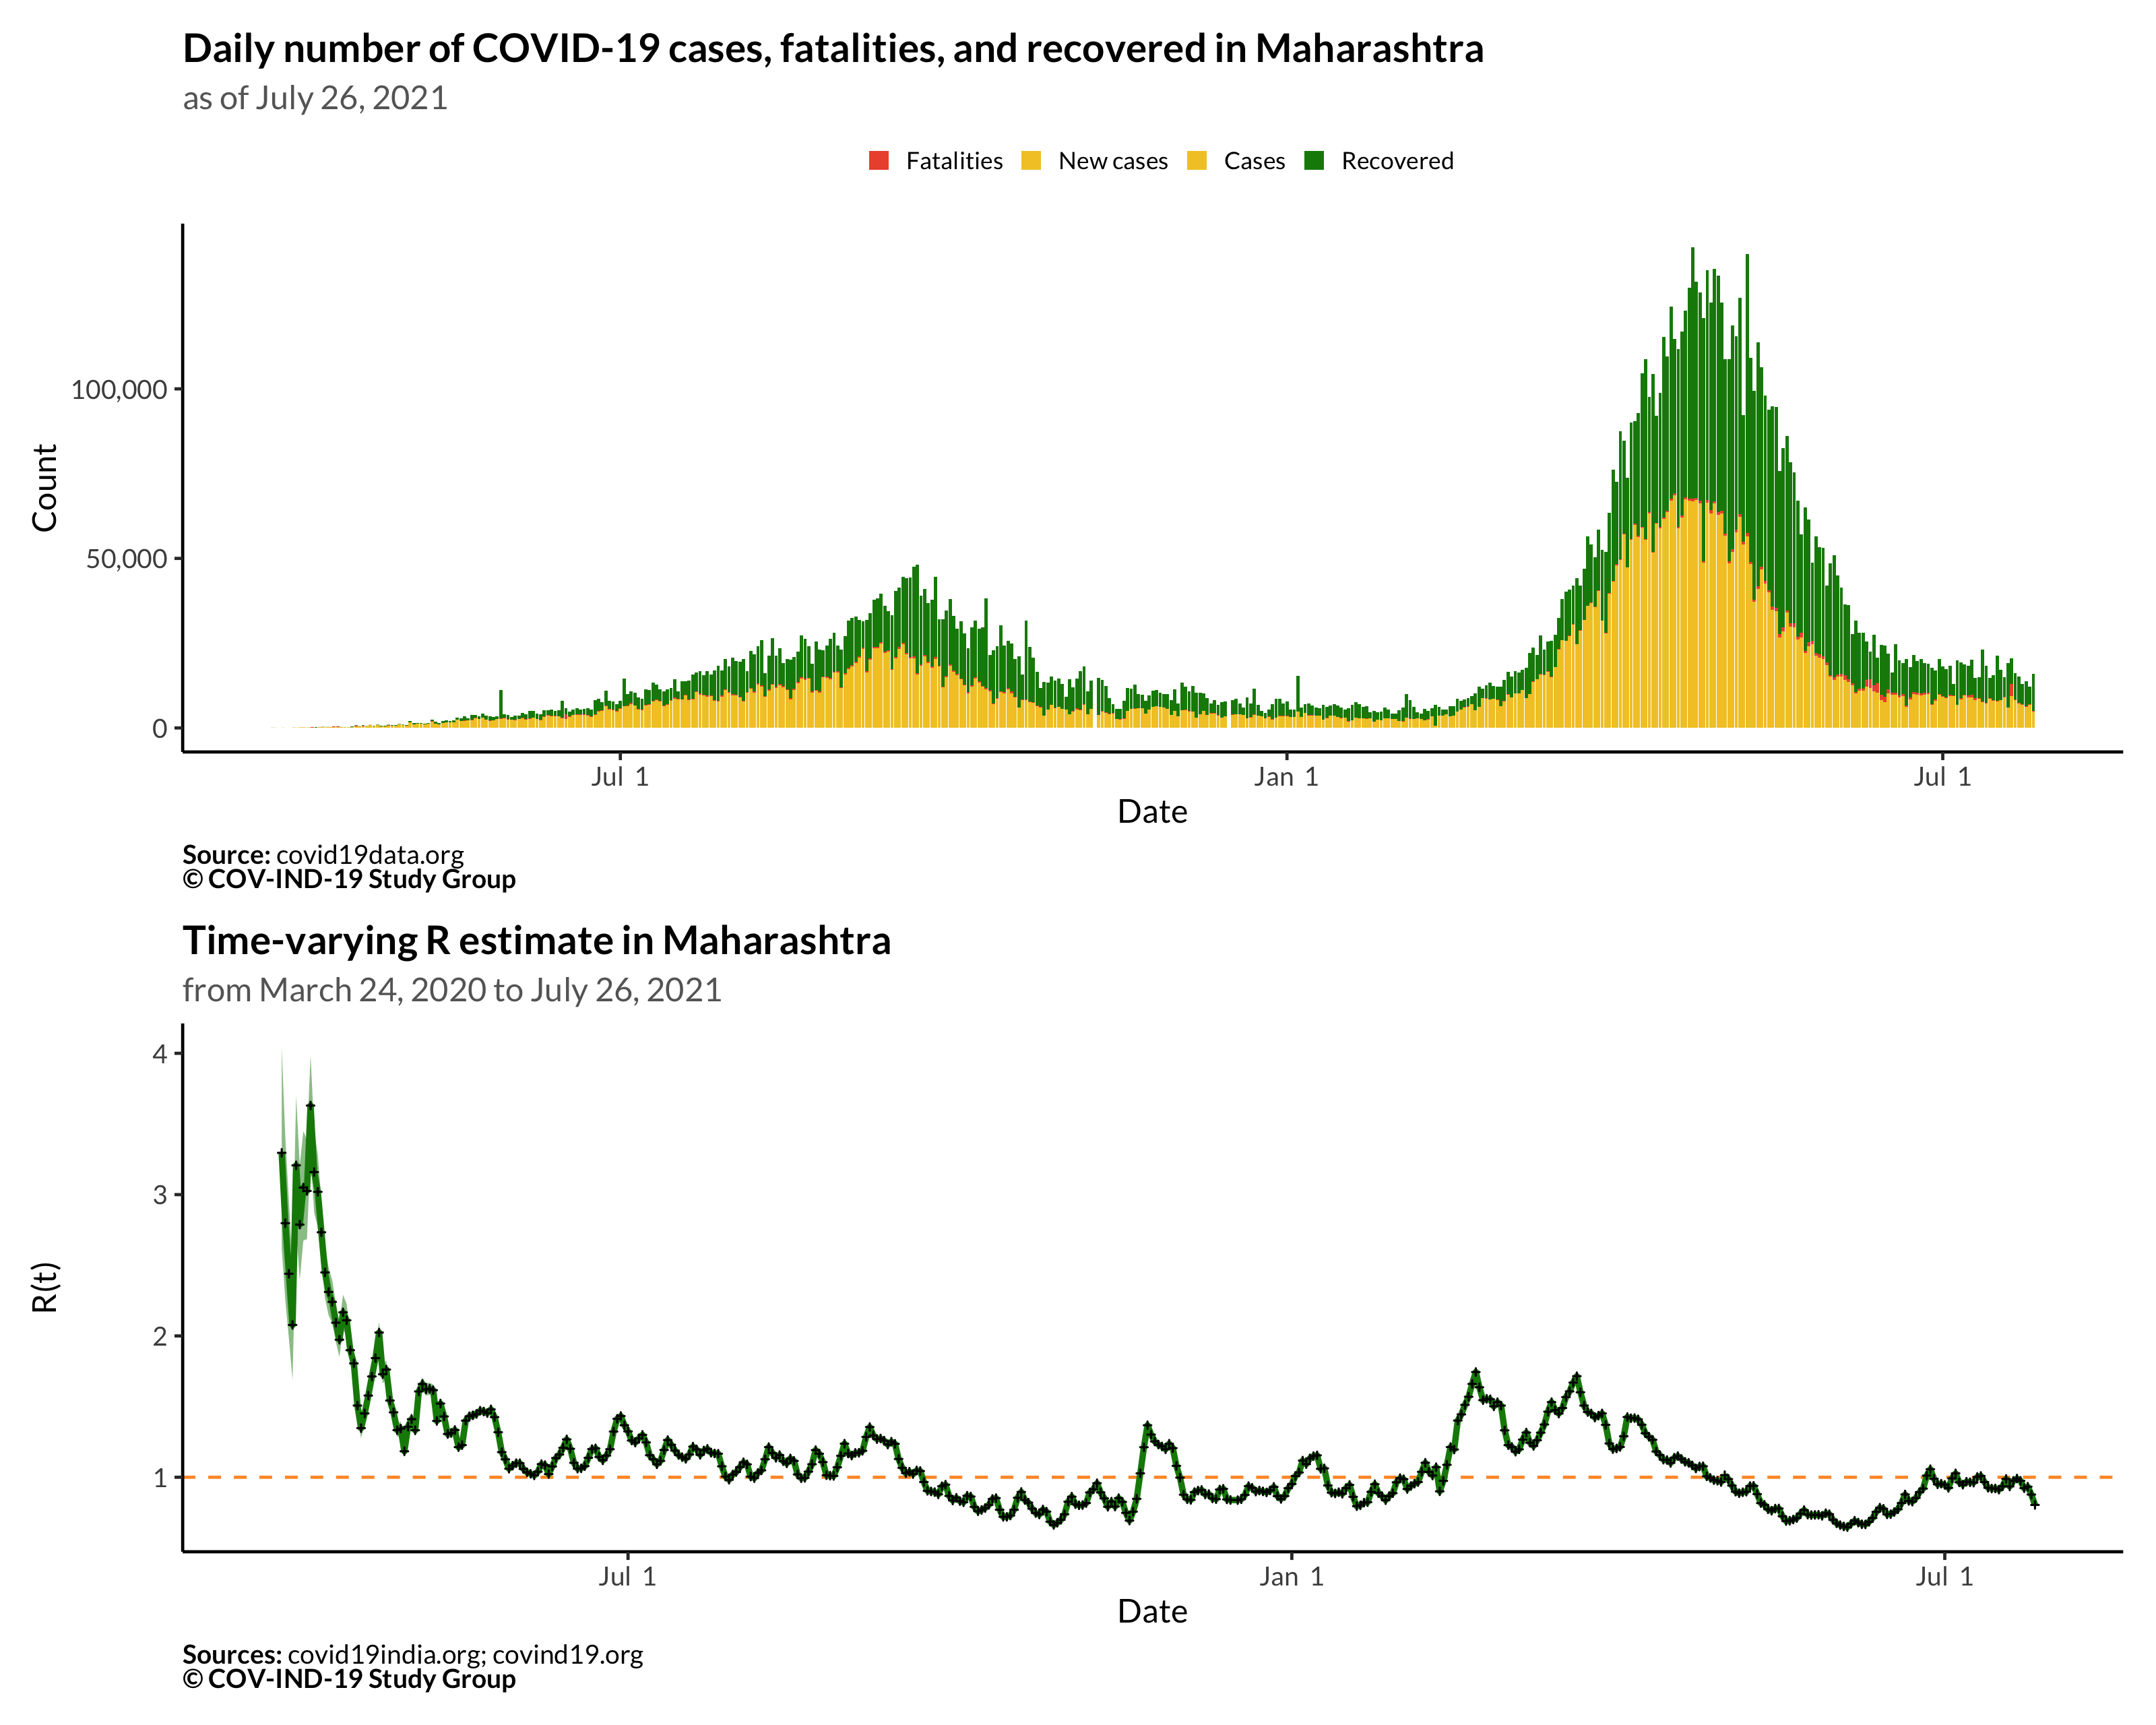 Daily number of COVID-19 cases, fatalities, and recovered in Maharashtra
as of July 26, 2021
Fatalities New cases Cases Recovered
100,000
50,000
0
Count
Jul 1 Jan 1 Jul 1
Date
Source: covid19data.org
© COV-IND-19 Study Group
Time-varying R estimate in Maharashtra
from March 24, 2020 to July 26, 2021
4
3
2
1
R(t)
Jul 1 Jan 1 Jul 1
Date
Sources: covid19india.org; covind19.org
© COV-IND-19 Study Group